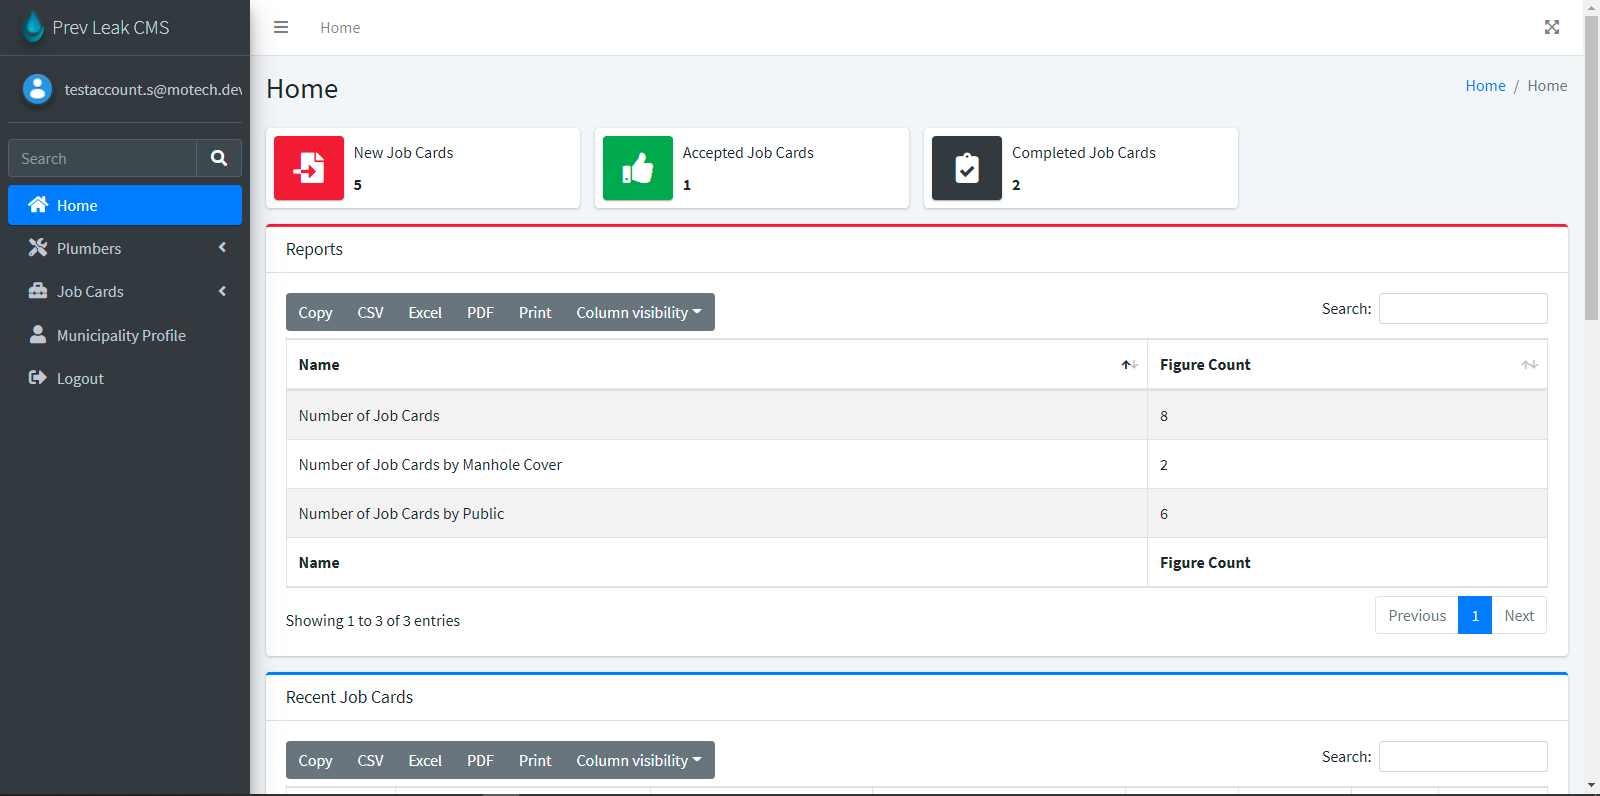 Prev Leak CMS
testaccount.s@motech.dev
Search
Home
Plumbers
Job Cards
Municipality Profile
Logout
Home
Home
Home / Home
New Job Cards
5
Accepted Job Cards
1
Completed Job Cards
2
Reports
Copy CSV Excel PDF Print Column visibility
Search:
Name Figure Count
Number of Job Cards 8
Number of Job Cards by Manhole Cover 2
Number of Job Cards by Public 6
Name Figure Count
Showing 1 to 3 of 3 entries
Previous 1 Next
Recent Job Cards
Copy CSV Excel PDF Print Column visibility
Search: